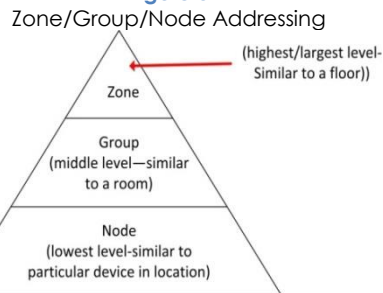 Zone/Group/Node Addressing
(highest/largest level-
Similar to a floor))
Zone
Group
(middle level—similar
to a room)
Node
(lowest level-similar to
particular device in location)